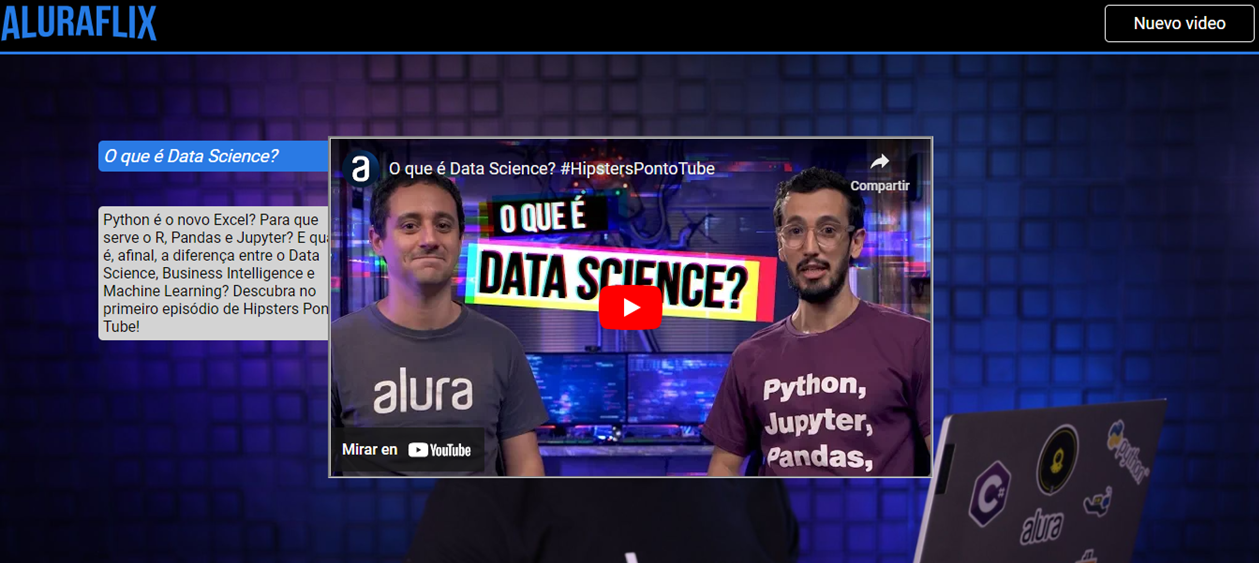 ALURAFLIX
Nuevo video
O que é Data Science?
Python é o novo Excel? Para que
serve o R, Pandas e Jupyter? E
é, afinal, a diferença entre o Data
Science, Business Intelligence e
Machine Learning? Descubra no
primeiro episódio de Hipsters
Tube!
a
O que é Data Science? #HipstersPontoTube
Compartir
O QUE É
DATA SCIENCE?
alura
Python,
Jupyter,
Pandas,
Mirar en YouTube
C#
Python
alura